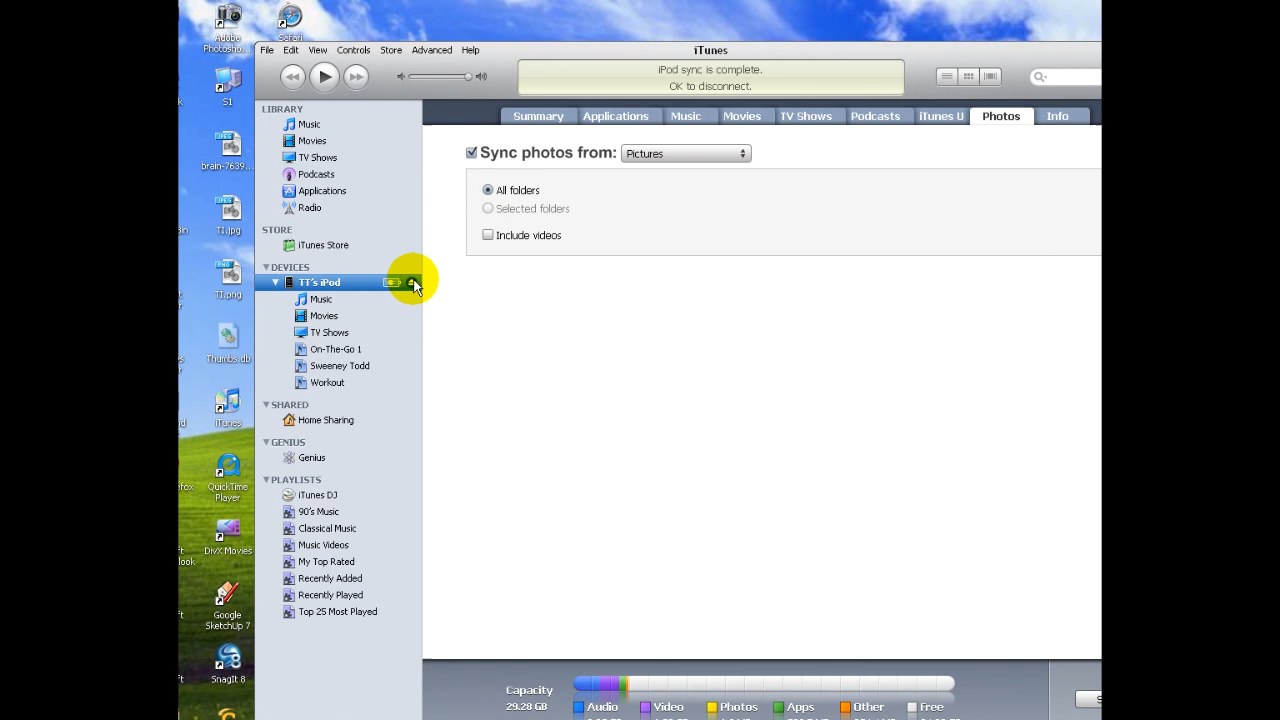 Adobe
Photosho...
Safari
S1
brain-7639...
T1.jpg
T1.png
Thumbs.db
iTunes
QuickTime
Player
DivX Movies
Google
SketchUp 7
SnagIt 8
File Edit View Controls Store Advanced Help
iTunes
iPod sync is complete.
OK to disconnect.
LIBRARY
Music
Movies
TV Shows
Podcasts
Applications
Radio
STORE
iTunes Store
DEVICES
TT's iPod
Music
Movies
TV Shows
On-The-Go 1
Sweeney Todd
Workout
SHARED
Home Sharing
GENIUS
Genius
PLAYLISTS
iTunes DJ
90's Music
Classical Music
Music Videos
My Top Rated
Recently Added
Recently Played
Top 25 Most Played
Summary Applications Music Movies TV Shows Podcasts iTunes U Photos Info
Sync photos from: Pictures
All folders
Selected folders
Include videos
Capacity
29.28 GB
Audio Video Photos Apps Other Free